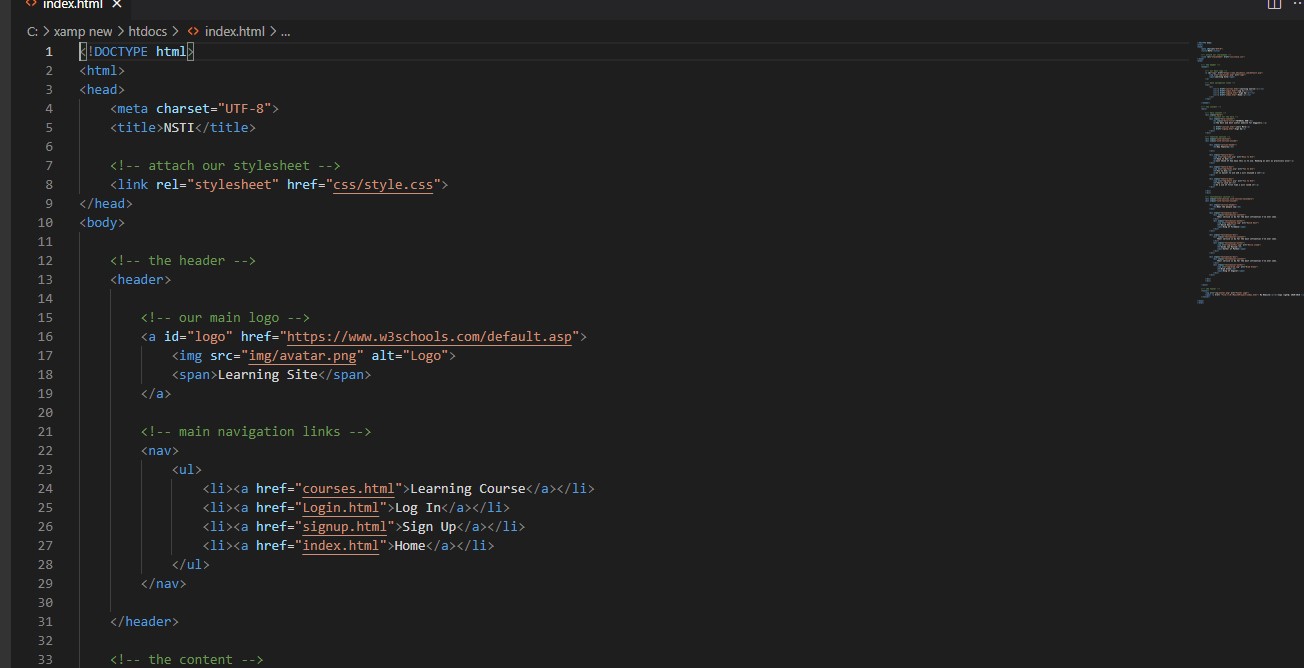 index.html
C: > xamp new > htdocs > index.html > ...
1 <!DOCTYPE html>
2 <html>
3 <head>
4     <meta charset="UTF-8">
5     <title>NSTI</title>
6
7     <!-- attach our stylesheet -->
8     <link rel="stylesheet" href="css/style.css">
9 </head>
10 <body>
11
12     <!-- the header -->
13     <header>
14
15         <!-- our main logo -->
16         <a id="logo" href="https://www.w3schools.com/default.asp">
17             <img src="img/avatar.png" alt="Logo">
18             <span>Learning Site</span>
19         </a>
20
21         <!-- main navigation links -->
22         <nav>
23             <ul>
24                 <li><a href="courses.html">Learning Course</a></li>
25                 <li><a href="Login.html">Log In</a></li>
26                 <li><a href="signup.html">Sign Up</a></li>
27                 <li><a href="index.html">Home</a></li>
28             </ul>
29         </nav>
30
31     </header>
32
33     <!-- the content -->